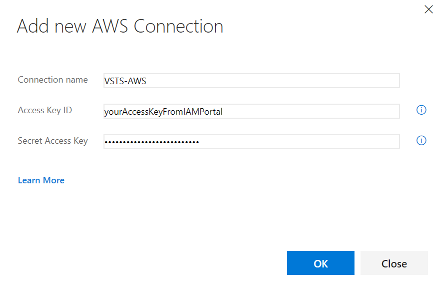 Add new AWS Connection
Connection name VSTS-AWS
Access Key ID yourAccessKeyFromIAMPortal
Secret Access Key ••••••••••••••••••••••••••
Learn More
OK Close